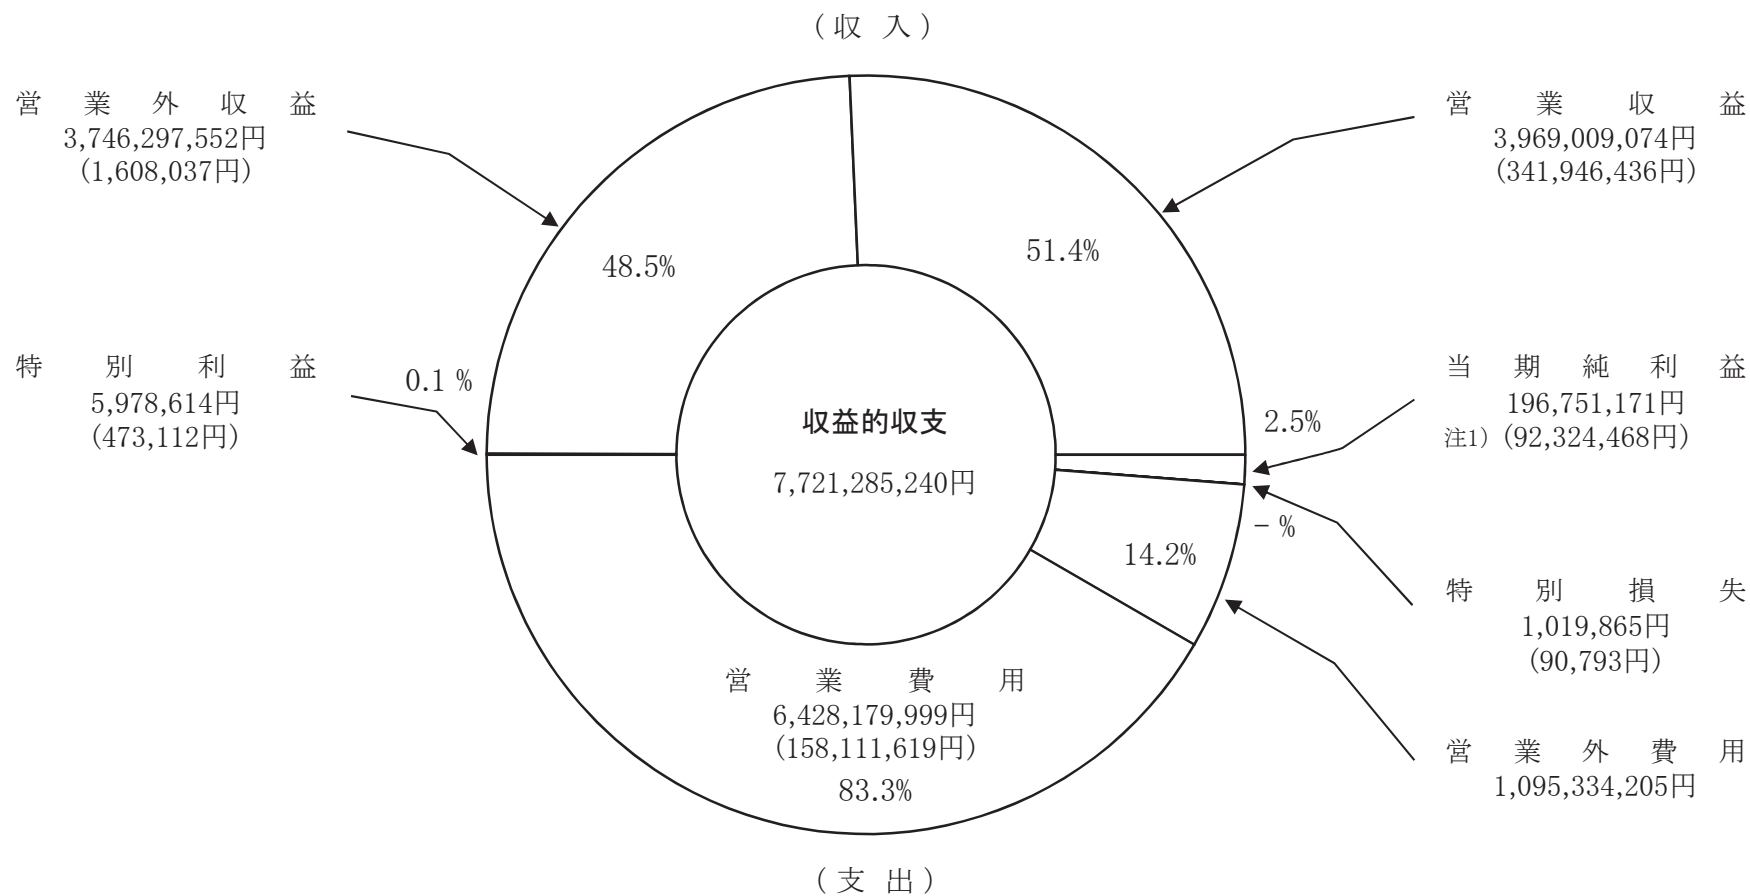 (収入)
営業外収益
3,746,297,552円
(1,608,037円)
営業収益
3,969,009,074円
(341,946,436円)
48.5%
51.4%
特別利益
5,978,614円
(473,112円)
0.1 %
収益的収支
7,721,285,240円
2.5%
当期純利益
196,751,171円
注1) (92,324,468円)
- %
14.2%
特別損失
1,019,865円
(90,793円)
営業費用
6,428,179,999円
(158,111,619円)
83.3%
営業外費用
1,095,334,205円
(支出)